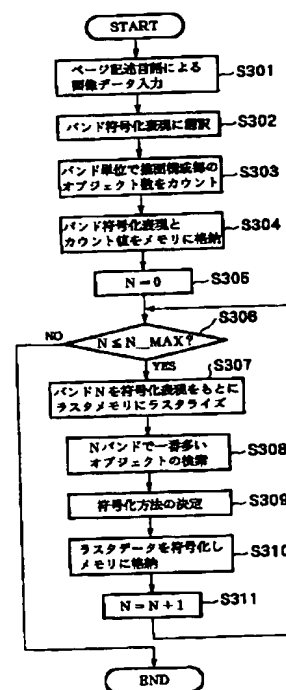 START
ページ記述言語による
画像データ入力
S301
バンド符号化表現に翻訳
S302
バンド単位で描画構成部の
オブジェクト数をカウント
S303
バンド符号化表現と
カウント値をメモリに格納
S304
N=0
S305
S306
NO
N≦N_MAX?
YES
S307
バンドNを符号化表現をもとに
ラスタメモリにラスタライズ
Nバンドで一番多い
オブジェクトの検索
S308
符号化方法の決定
S309
ラスタデータを符号化し
メモリに格納
S310
N=N+1
S311
END